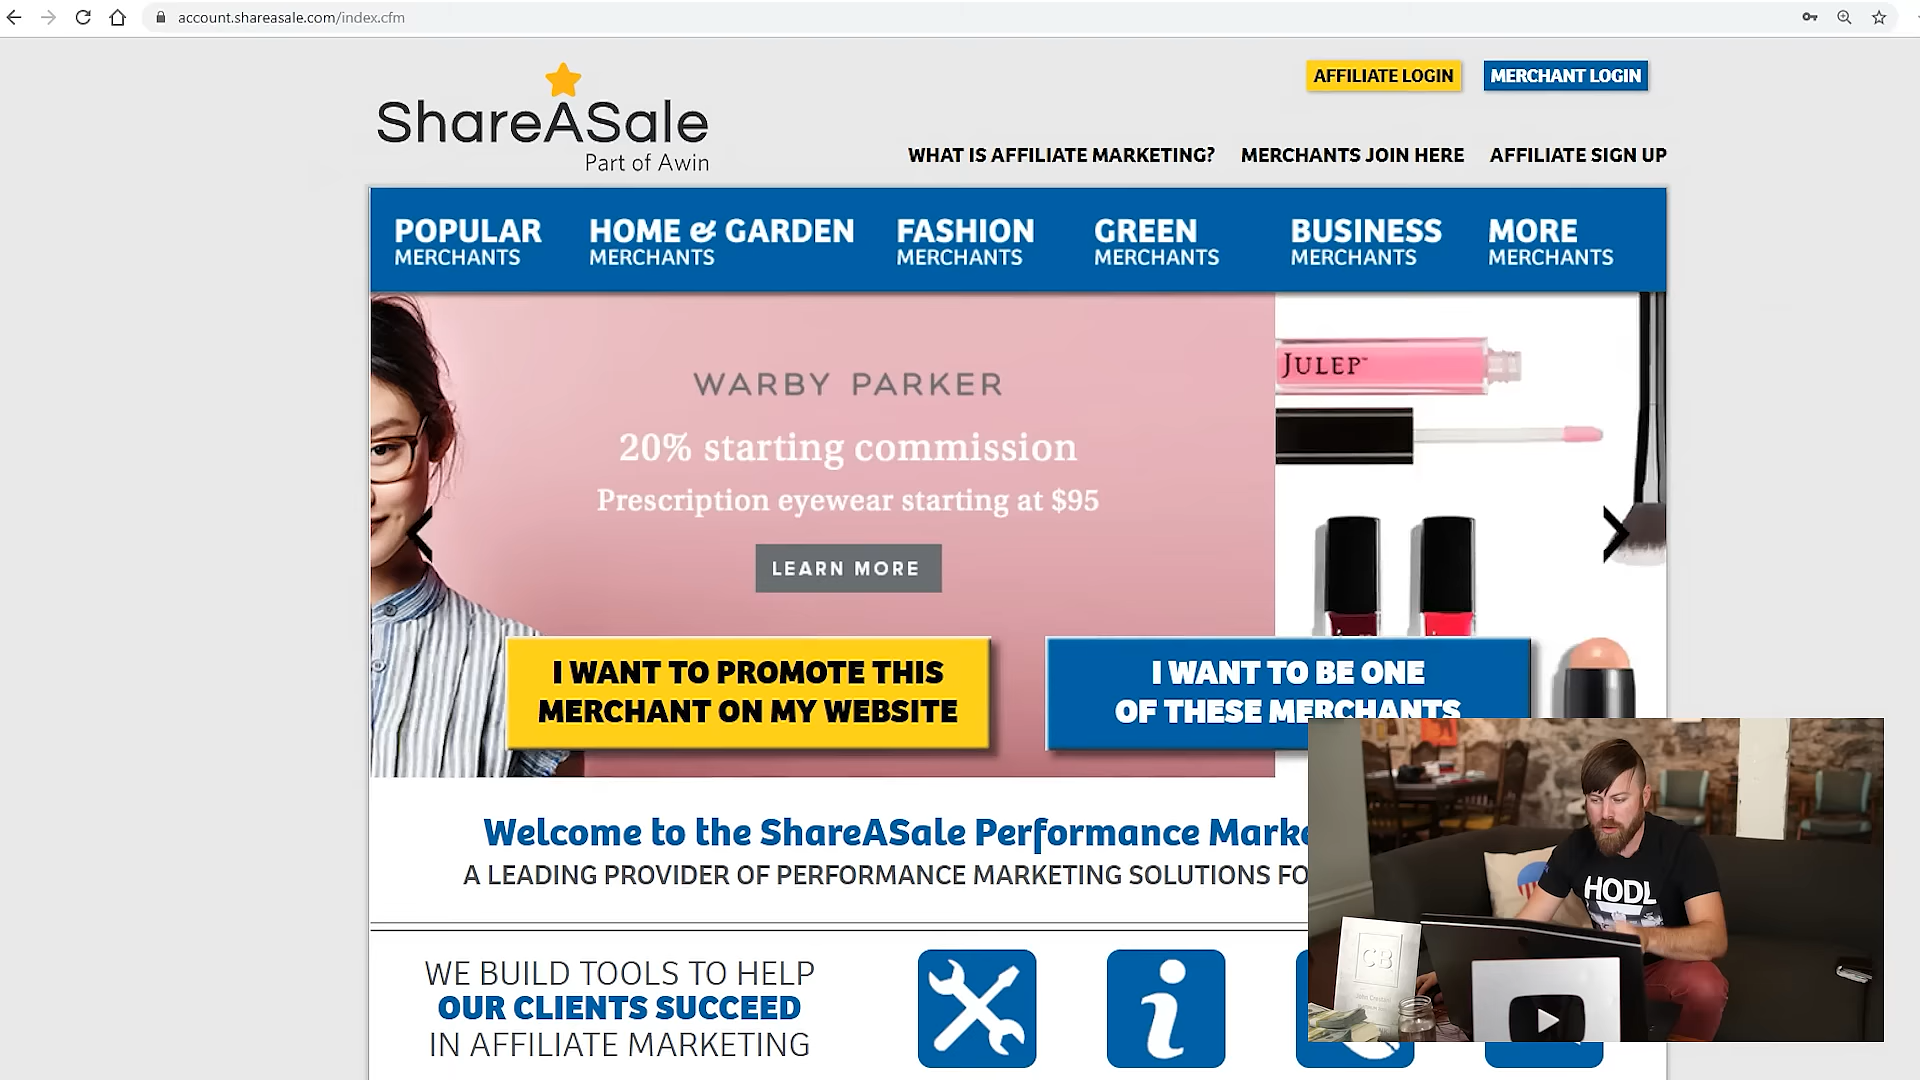 account.shareasale.com/index.cfm
AFFILIATE LOGIN
MERCHANT LOGIN
ShareASale
Part of Awin
WHAT IS AFFILIATE MARKETING?
MERCHANTS JOIN HERE
AFFILIATE SIGN UP
POPULAR
MERCHANTS
HOME & GARDEN
MERCHANTS
FASHION
MERCHANTS
GREEN
MERCHANTS
BUSINESS
MERCHANTS
MORE
MERCHANTS
WARBY PARKER
20% starting commission
Prescription eyewear starting at $95
LEARN MORE
JULEP™
I WANT TO PROMOTE THIS
MERCHANT ON MY WEBSITE
I WANT TO BE ONE
OF THESE MERCHANTS
Welcome to the ShareASale Performance Marke
A LEADING PROVIDER OF PERFORMANCE MARKETING SOLUTIONS FO
WE BUILD TOOLS TO HELP
OUR CLIENTS SUCCEED
IN AFFILIATE MARKETING
HODL
CB